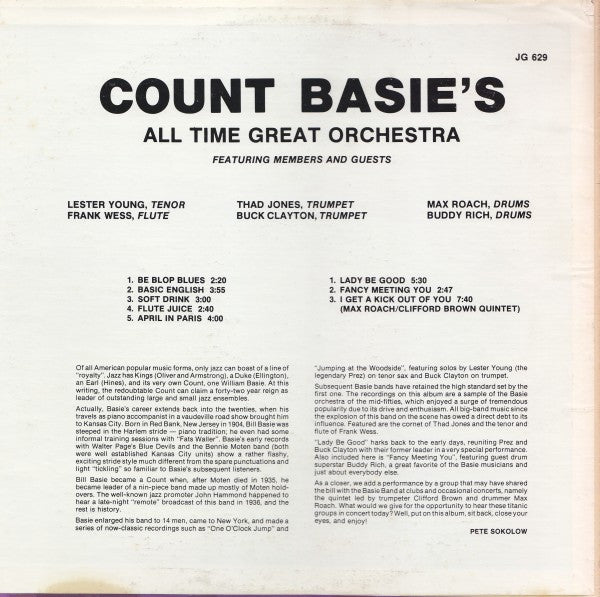 JG 629
COUNT BASIE'S
ALL TIME GREAT ORCHESTRA
FEATURING MEMBERS AND GUESTS
LESTER YOUNG, TENOR
FRANK WESS, FLUTE
THAD JONES, TRUMPET
BUCK CLAYTON, TRUMPET
MAX ROACH, DRUMS
BUDDY RICH, DRUMS
1. BE BLOP BLUES 2:20
2. BASIC ENGLISH 3:55
3. SOFT DRINK 3:00
4. FLUTE JUICE 2:40
5. APRIL IN PARIS 4:00
1. LADY BE GOOD 5:30
2. FANCY MEETING YOU 2:47
3. I GET A KICK OUT OF YOU 7:40
(MAX ROACH/CLIFFORD BROWN QUINTET)
Of all American popular music forms, only jazz can boast of a line of
"royalty". Jazz has Kings (Oliver and Armstrong), a Duke (Ellington),
an Earl (Hines), and its very own Count, one William Basie. At this
writing, the redoubtable Count can claim a forty-two year reign as
leader of outstanding large and small jazz ensembles.
Actually, Basie's career extends back into the twenties, when his
travels as piano accompanist in a vaudeville road show brought him
to Kansas City. Born in Red Bank, New Jersey in 1904, Bill Basie was
steeped in the Harlem stride — piano tradition; he even had some
informal training sessions with "Fats Waller". Basie's early records
with Walter Page's Blue Devils and the Bennie Moten band (both
were well established Kansas City units) show a rather flashy,
exciting stride style much different from the spare punctuations and
light "tickling" so familiar to Basie's subsequent listeners.
Bill Basie became a Count when, after Moten died in 1935, he
became leader of a nin-piece band made up mostly of Moten hold-
overs. The well-known jazz promoter John Hammond happened to
hear a late-night "remote" broadcast of this band in 1936, and the
rest is history.
Basie enlarged his band to 14 men, came to New York, and made a
series of now-classic recordings such as "One O'Clock Jump" and
"Jumping at the Woodside", featuring solos by Lester Young (the
legendary Prez) on tenor sax and Buck Clayton on trumpet.
Subsequent Basie bands have retained the high standard set by the
first one. The recordings on this album are a sample of the Basie
orchestra of the mid-fifties, which enjoyed a surge of tremendous
popularity due to its drive and enthusiasm. All big-band music since
the explosion of this band on the scene has owed a direct debt to its
influence. Featured are the cornet of Thad Jones and the tenor and
flute of Frank Wess.
"Lady Be Good" harks back to the early days, reuniting Prez and
Buck Clayton with their former leader in a very special performance.
Also included here is "Fancy Meeting You", featuring guest drum
superstar Buddy Rich, a great favorite of the Basie musicians and
just about everybody else.
As a closer, we add a performance by a group that may have shared
the bill with the Basie Band at clubs and occasional concerts, namely
the quintet led by trumpeter Clifford Brown and drummer Max
Roach. What would we give for the opportunity to hear these titanic
groups in concert today? Well, put on this album, sit back, close your
eyes, and enjoy!
PETE SOKOLOW